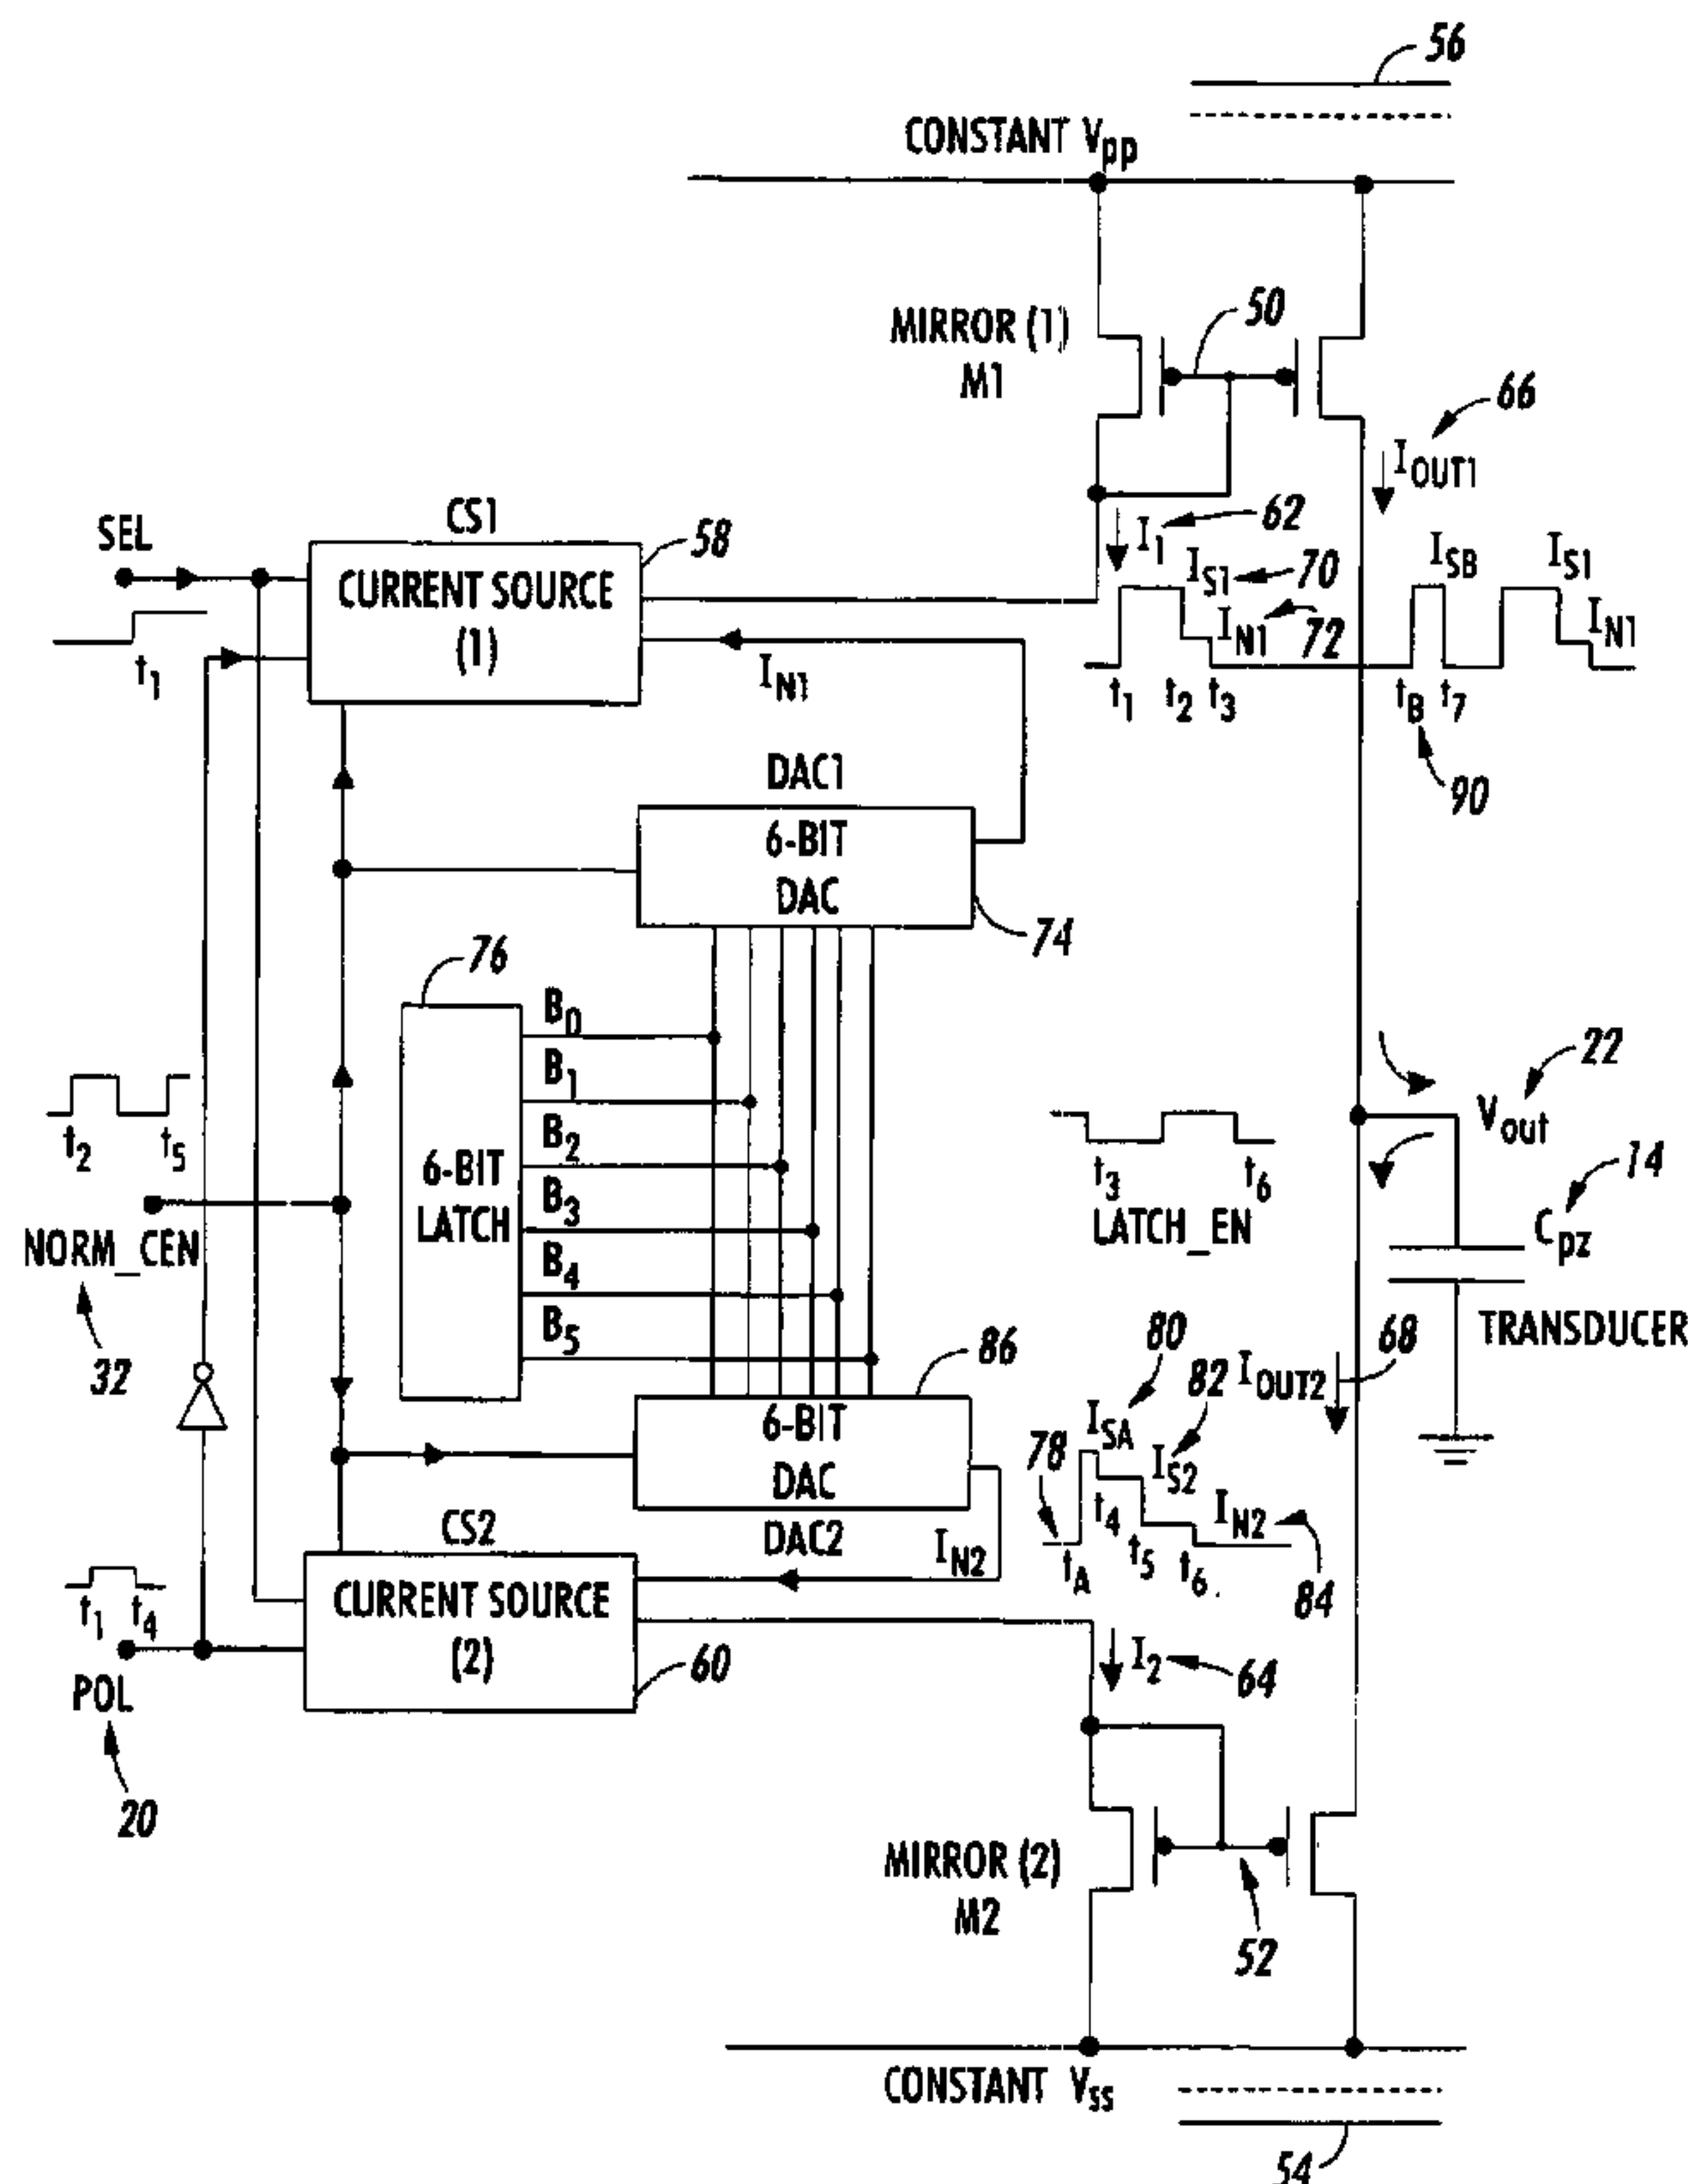 56
CONSTANT Vpp
50
MIRROR (1)
M1
66
IOUT1
62
I1
CS1
58
SEL
CURRENT SOURCE
(1)
t1
IS1
70
ISB
IS1
IN1
72
IN1
IN1
t1 t2 t3
tB t7
90
DAC1
6-BIT
DAC
74
76
B0
B1
B2
B3
B4
B5
6-BIT
LATCH
t2 t5
NORM_CEN
32
22
Vout
t3 t6
LATCH_EN
74
Cpz
TRANSDUCER
68
IOUT2
80
82
86
ISA
78
IS2
IN2
t4
tA t5 t6
84
6-BIT
DAC
DAC2
CS2
IN2
CURRENT SOURCE
(2)
60
t1 t4
POL
20
I2
64
MIRROR (2)
M2
52
CONSTANT Vss
54